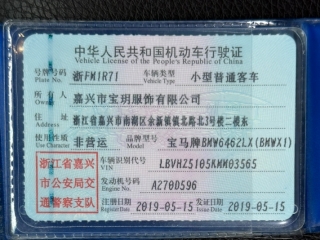 中华人民共和国机动车行驶证
Vehicle License of the People's Republic of China
号牌号码 浙FM1R71 车辆类型 小型普通客车
Plate No. Vehicle Type
所有人 嘉兴市宝玥服饰有限公司
Owner
住址 浙江省嘉兴市南湖区余新镇镇北路北3号楼二楼东
Address
使用性质 非营运 品牌型号 宝马牌BMW6462LX(BMWX1)
Use Character Model
浙江省嘉兴市公安局交通警察支队
车辆识别代号 LBVHZ5105KMM03565
VIN
发动机号码 A270D596
Engine No.
注册日期 2019-05-15 发证日期 2019-05-15
Register Date Issue Date